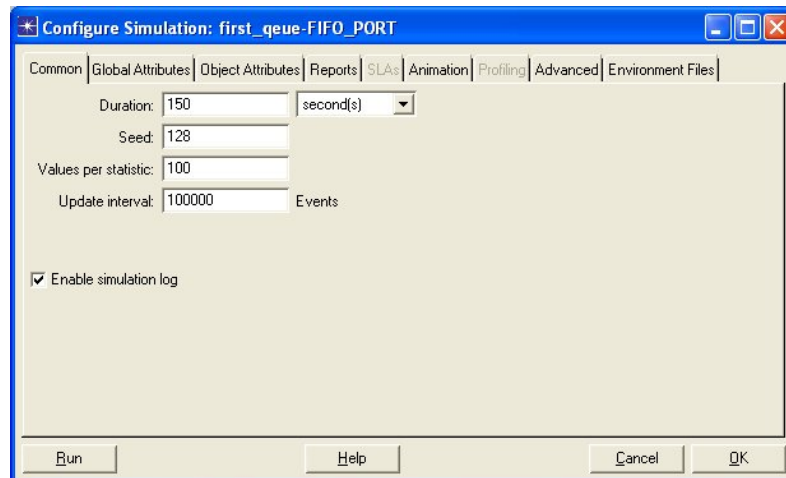 Configure Simulation: first_qeue-FIFO_PORT
Common Global Attributes Object Attributes Reports SLAs Animation Profiling Advanced Environment Files
Duration: 150 second(s)
Seed: 128
Values per statistic: 100
Update interval: 100000 Events
Enable simulation log
Run Help Cancel OK